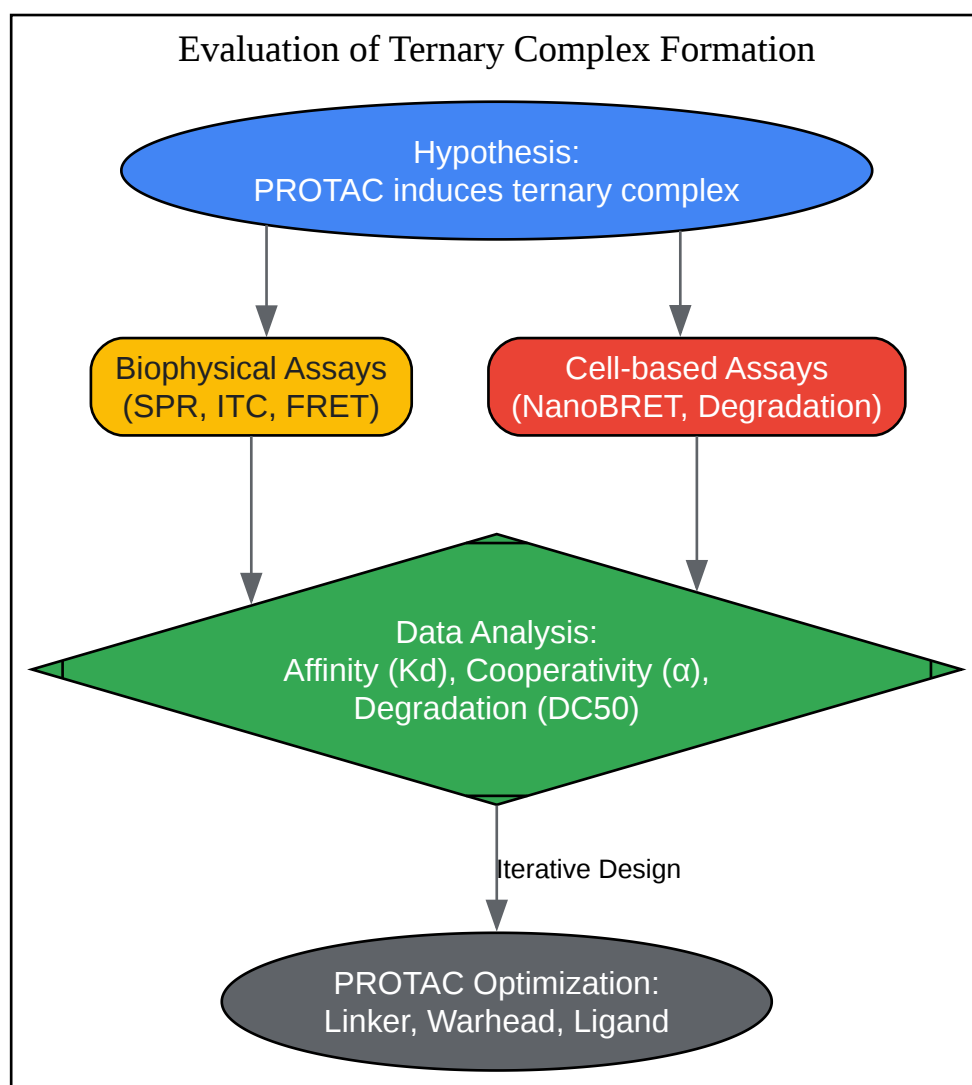 Evaluation of Ternary Complex Formation
Hypothesis:
PROTAC induces ternary complex
Biophysical Assays
(SPR, ITC, FRET)
Cell-based Assays
(NanoBRET, Degradation)
Data Analysis:
Affinity (Kd), Cooperativity (α),
Degradation (DC50)
Iterative Design
PROTAC Optimization:
Linker, Warhead, Ligand